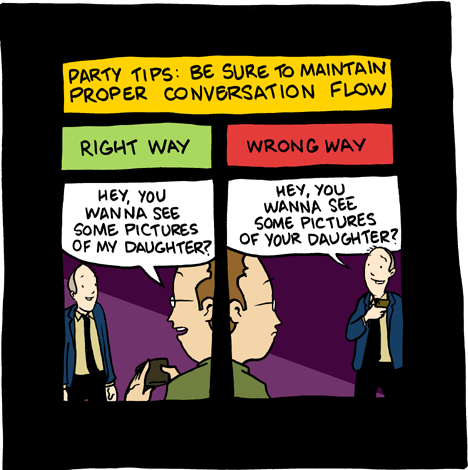 PARTY TIPS: BE SURE TO MAINTAIN
PROPER CONVERSATION FLOW
RIGHT WAY
WRONG WAY
HEY, YOU
WANNA SEE
SOME PICTURES
OF MY DAUGHTER?
HEY, YOU
WANNA SEE
SOME PICTURES
OF YOUR DAUGHTER?